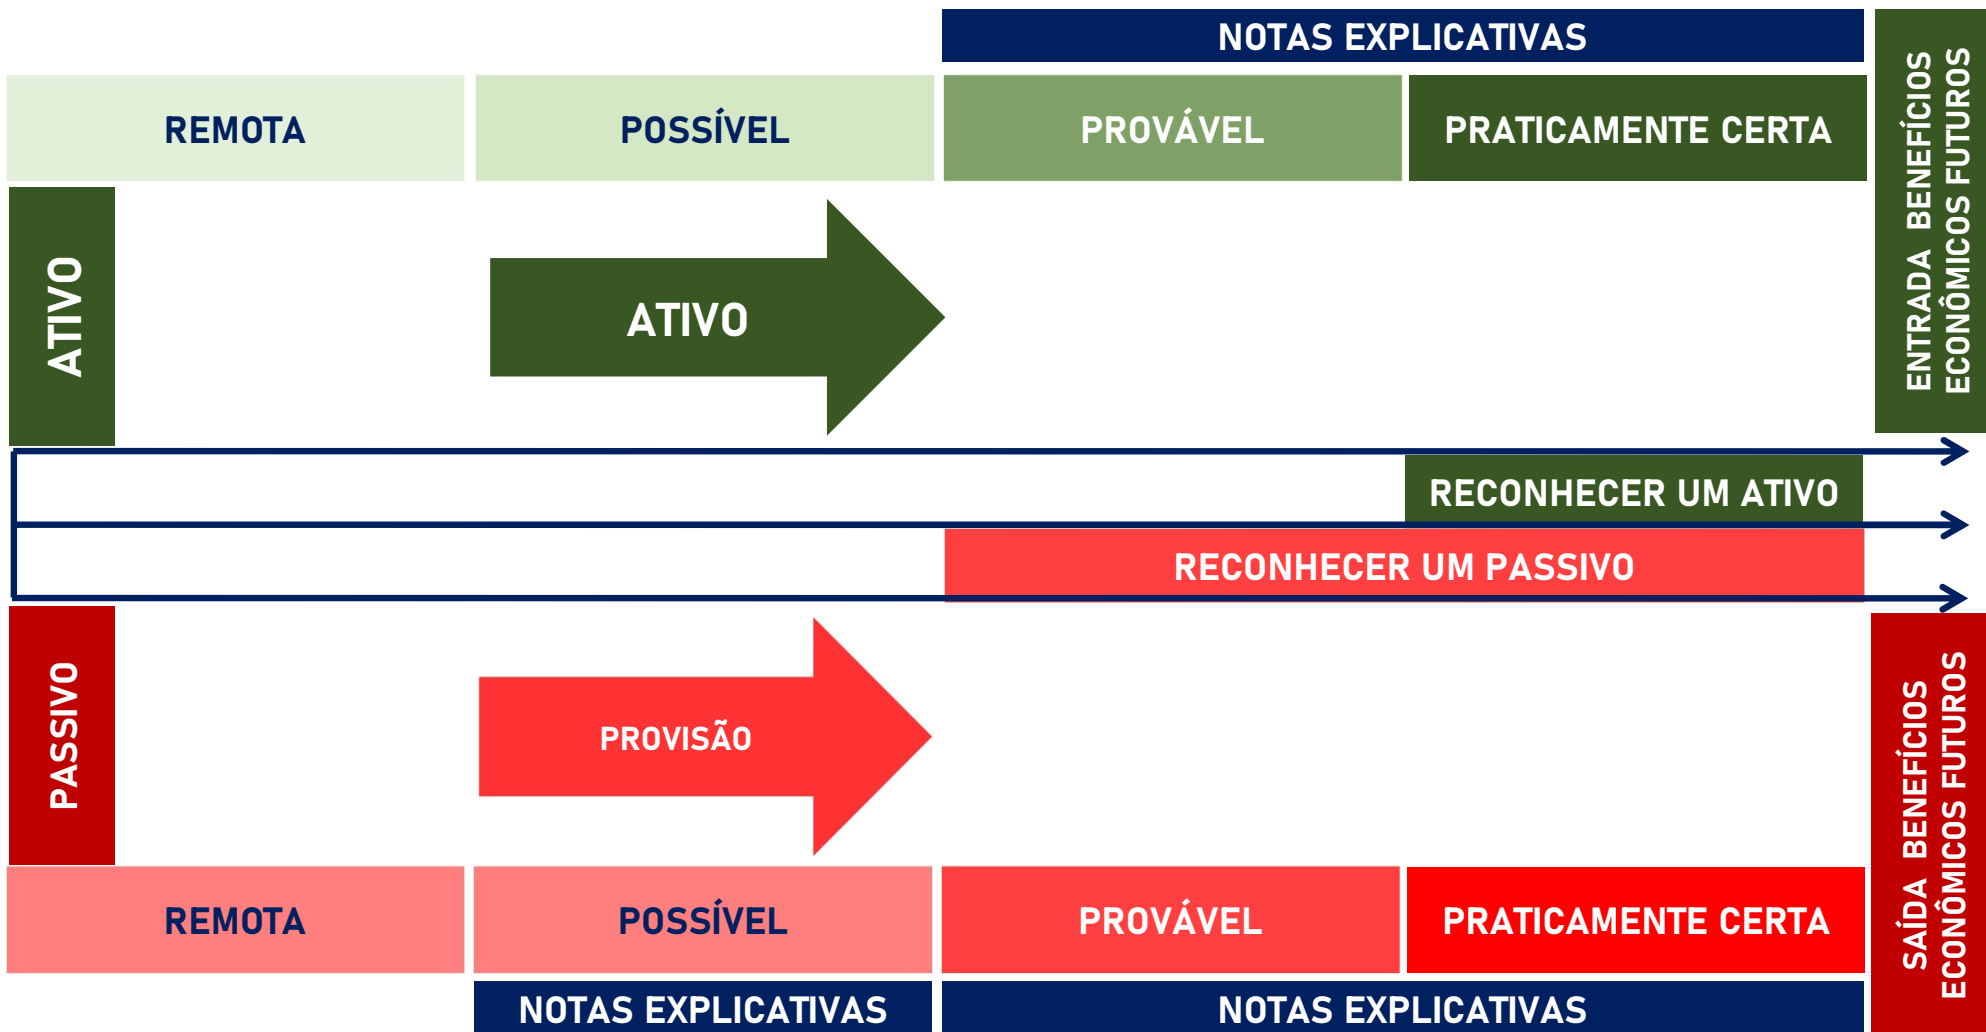 NOTAS EXPLICATIVAS
REMOTA
POSSÍVEL
PROVÁVEL
PRATICAMENTE CERTA
ENTRADA BENEFÍCIOS
ECONÔMICOS FUTUROS
ATIVO
ATIVO
RECONHECER UM ATIVO
RECONHECER UM PASSIVO
PASSIVO
PROVISÃO
SAÍDA BENEFÍCIOS
ECONÔMICOS FUTUROS
REMOTA
POSSÍVEL
PROVÁVEL
PRATICAMENTE CERTA
NOTAS EXPLICATIVAS
NOTAS EXPLICATIVAS